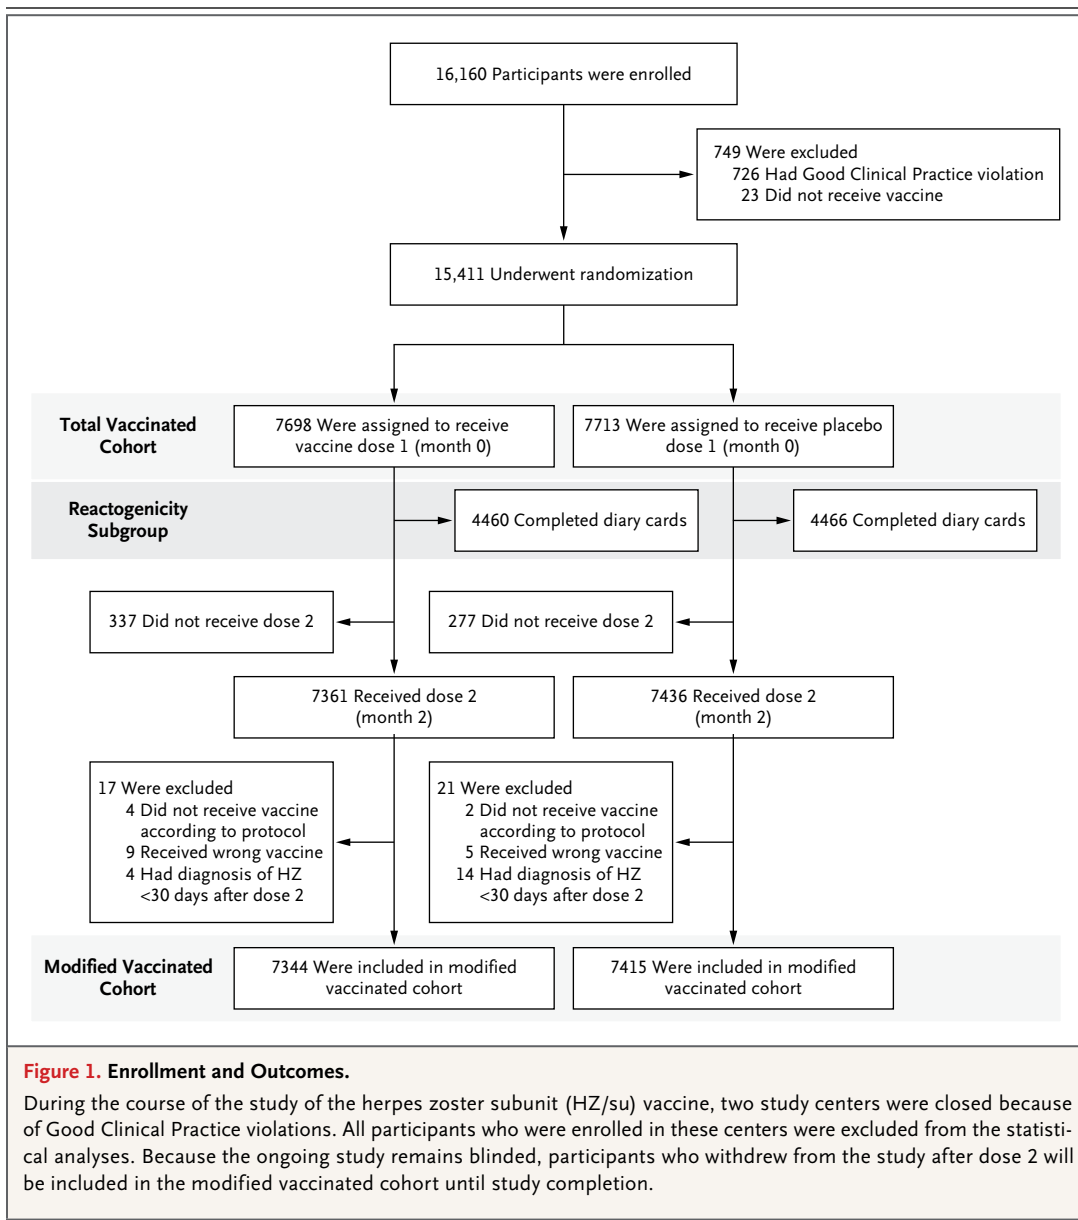 16,160 Participants were enrolled
749 Were excluded
726 Had Good Clinical Practice violation
23 Did not receive vaccine
15,411 Underwent randomization
Total Vaccinated
Cohort
7698 Were assigned to receive
vaccine dose 1 (month 0)
7713 Were assigned to receive placebo
dose 1 (month 0)
Reactogenicity
Subgroup
4460 Completed diary cards
4466 Completed diary cards
337 Did not receive dose 2
277 Did not receive dose 2
7361 Received dose 2
(month 2)
7436 Received dose 2
(month 2)
17 Were excluded
4 Did not receive vaccine
according to protocol
9 Received wrong vaccine
4 Had diagnosis of HZ
<30 days after dose 2
21 Were excluded
2 Did not receive vaccine
according to protocol
5 Received wrong vaccine
14 Had diagnosis of HZ
<30 days after dose 2
Modified Vaccinated
Cohort
7344 Were included in modified
vaccinated cohort
7415 Were included in modified
vaccinated cohort
Figure 1. Enrollment and Outcomes.
During the course of the study of the herpes zoster subunit (HZ/su) vaccine, two study centers were closed because
of Good Clinical Practice violations. All participants who were enrolled in these centers were excluded from the statisti-
cal analyses. Because the ongoing study remains blinded, participants who withdrew from the study after dose 2 will
be included in the modified vaccinated cohort until study completion.